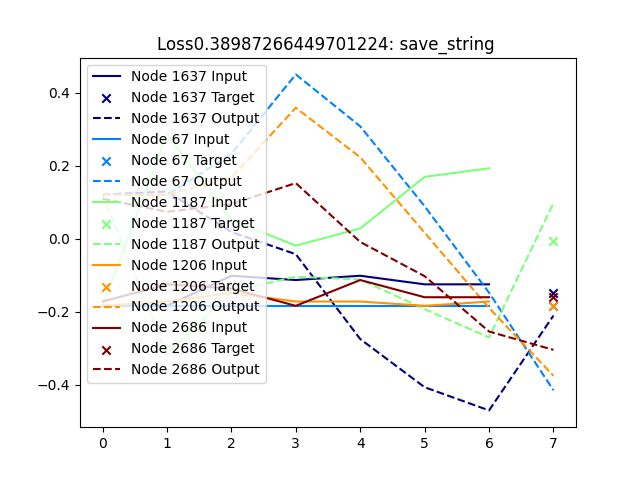 Loss0.38987266449701224: save_string
0.4
0.2
0.0
−0.2
−0.4
Node 1637 Input
Node 1637 Target
Node 1637 Output
Node 67 Input
Node 67 Target
Node 67 Output
Node 1187 Input
Node 1187 Target
Node 1187 Output
Node 1206 Input
Node 1206 Target
Node 1206 Output
Node 2686 Input
Node 2686 Target
Node 2686 Output
0 1 2 3 4 5 6 7